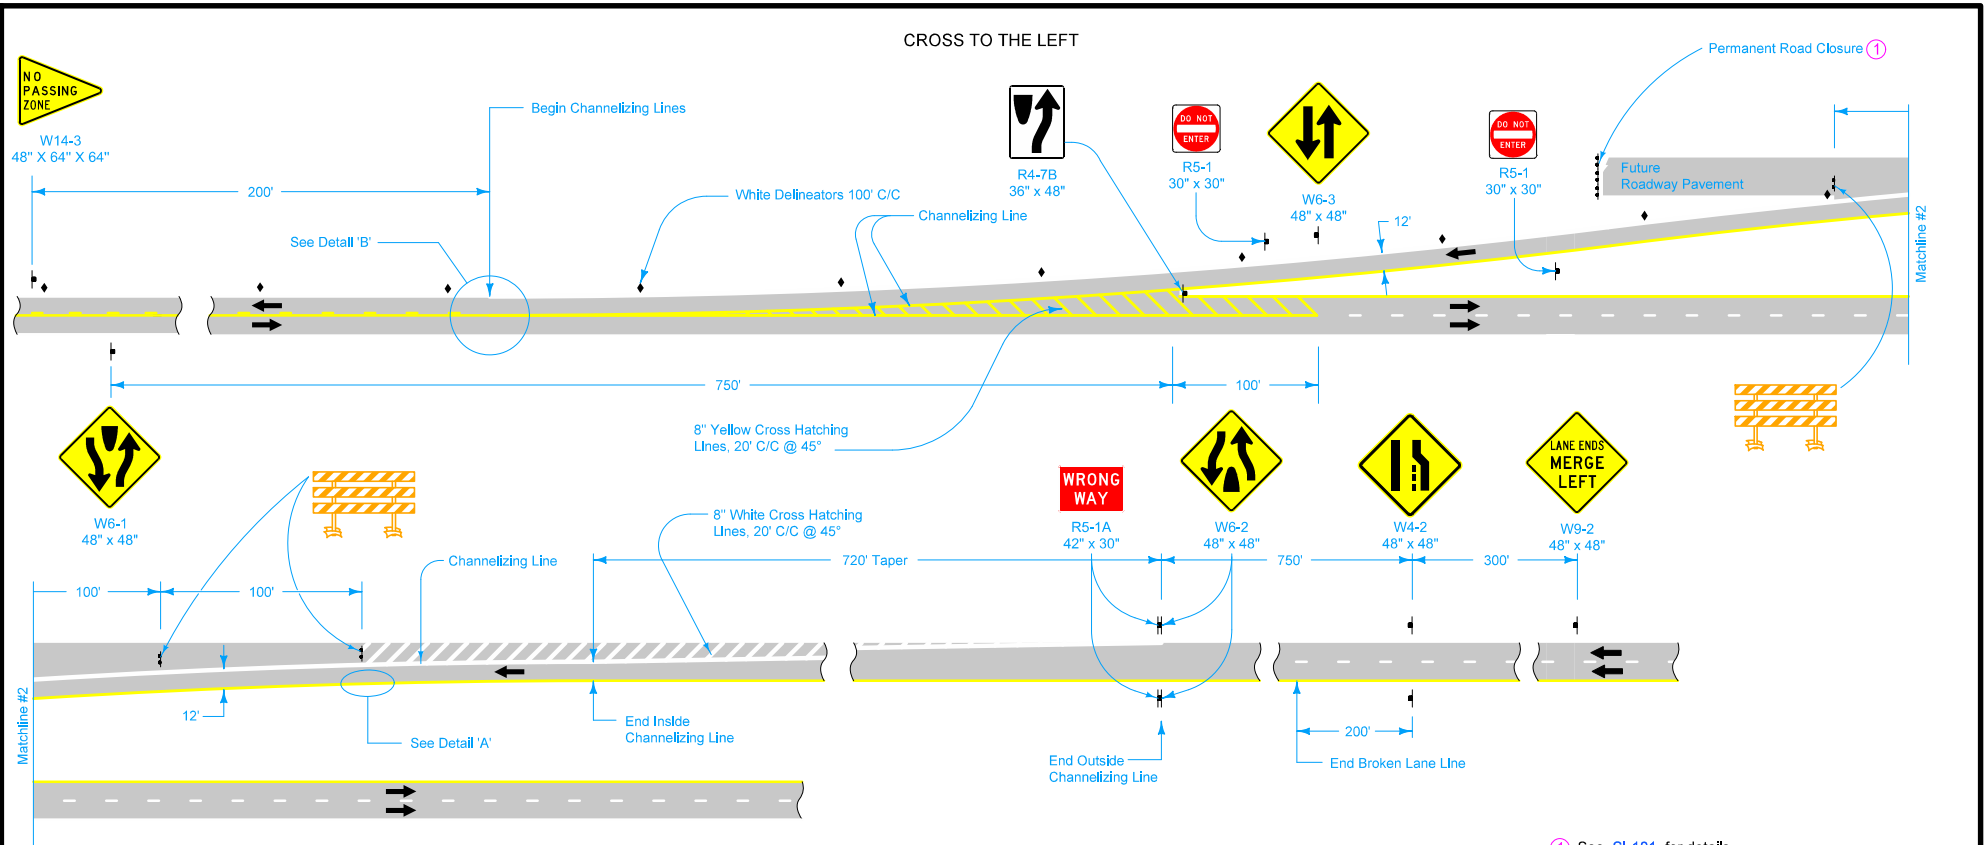 CROSS TO THE LEFT
Permanent Road Closure 1
NO
PASSING
ZONE
W14-3
48" X 64" X 64"
Begin Channelizing Lines
200'
White Delineators 100' C/C
Channelizing Line
See Detail 'B'
R4-7B
36" x 48"
DO NOT
ENTER
R5-1
30" x 30"
W6-3
48" x 48"
12'
DO NOT
ENTER
R5-1
30" x 30"
Future
Roadway Pavement
Matchline #2
750'
100'
8" Yellow Cross Hatching
Lines, 20' C/C @ 45°
W6-1
48" x 48"
8" White Cross Hatching
Lines, 20' C/C @ 45°
WRONG
WAY
R5-1A
42" x 30"
W6-2
48" x 48"
W4-2
48" x 48"
LANE ENDS
MERGE
LEFT
W9-2
48" x 48"
Channelizing Line
720' Taper
750'
300'
100'
100'
Matchline #2
12'
See Detail 'A'
End Inside
Channelizing Line
End Outside
Channelizing Line
200'
End Broken Lane Line